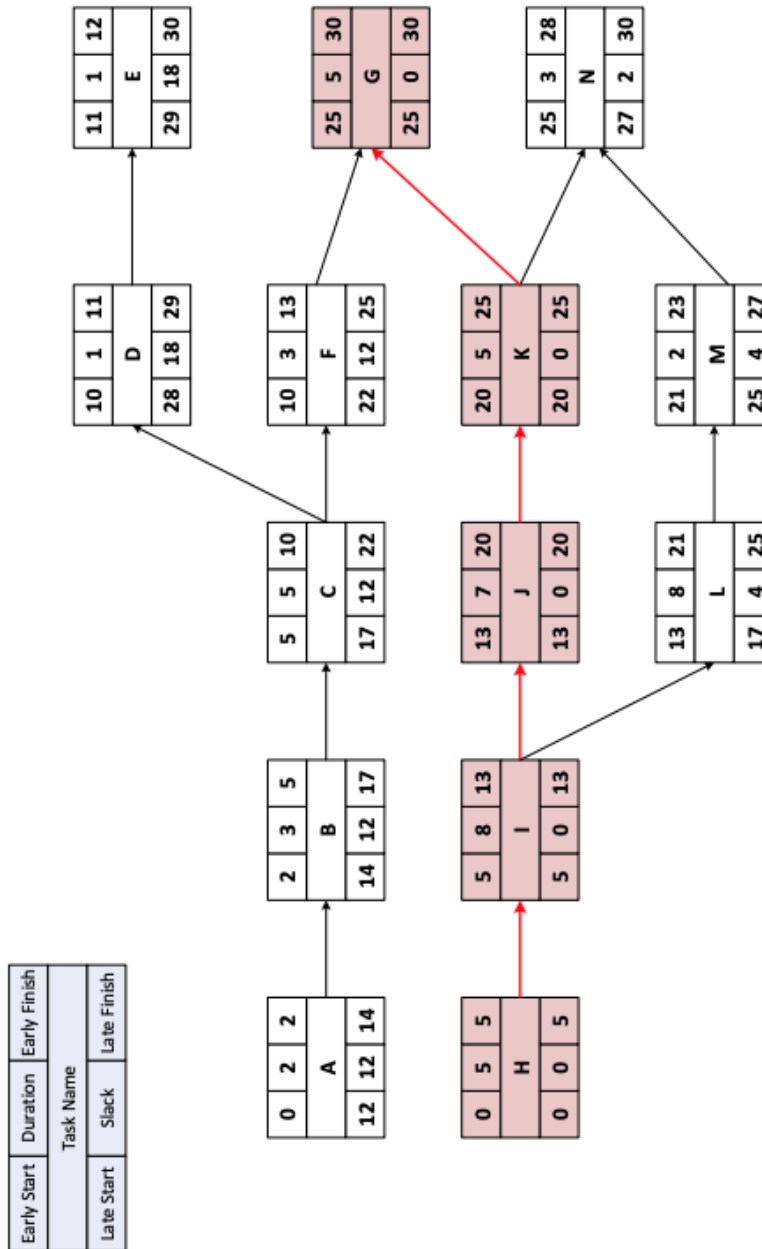 Early Start Duration Early Finish
Task Name
Late Start Slack Late Finish
10 1 11
D
28 18 29
11 1 12
E
29 18 30
0 2 2
A
12 12 14
2 3 5
B
14 12 17
5 5 10
C
17 12 22
10 3 13
F
22 12 25
25 5 30
G
25 0 30
0 5 5
H
0 0 5
5 8 13
I
5 0 13
13 7 20
J
13 0 20
20 5 25
K
20 0 25
25 3 28
N
27 2 30
13 8 21
L
17 4 25
21 2 23
M
25 4 27